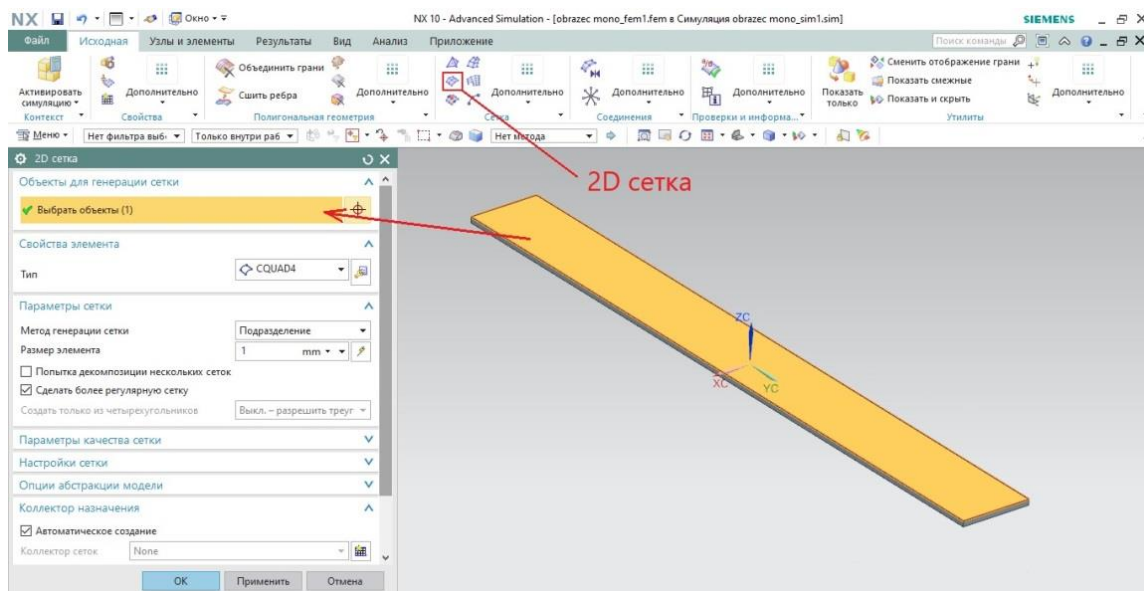 NX Окно NX 10 - Advanced Simulation - [obrazec mono_fem1.fem в Симуляция obrazec mono_sim1.sim] SIEMENS
Файл Исходная Узлы и элементы Результаты Вид Анализ Приложение Поиск команды
Активировать симуляцию
Дополнительно
Объединить грани
Сшить ребра
Дополнительно
Дополнительно
Дополнительно
Дополнительно
Показать только
Сменить отображение грани
Показать смежные
Показать и скрыть
Дополнительно
Контекст Свойства Полигональная геометрия Сетка Соединения Проверки и информа... Утилиты
Меню Нет фильтра выб Только внутри раб Нет метода
2D сетка
Объекты для генерации сетки
Выбрать объекты (1)
Свойства элемента
Тип CQUAD4
Параметры сетки
Метод генерации сетки Подразделение
Размер элемента 1 mm
Попытка декомпозиции нескольких сеток
Сделать более регулярную сетку
Создать только из четырехугольников Выкл. – разрешить треуг
Параметры качества сетки
Настройки сетки
Опции абстракции модели
Коллектор назначения
Автоматическое создание
Коллектор сеток None
OK Применить Отмена
2D сетка
ZC
XC YC